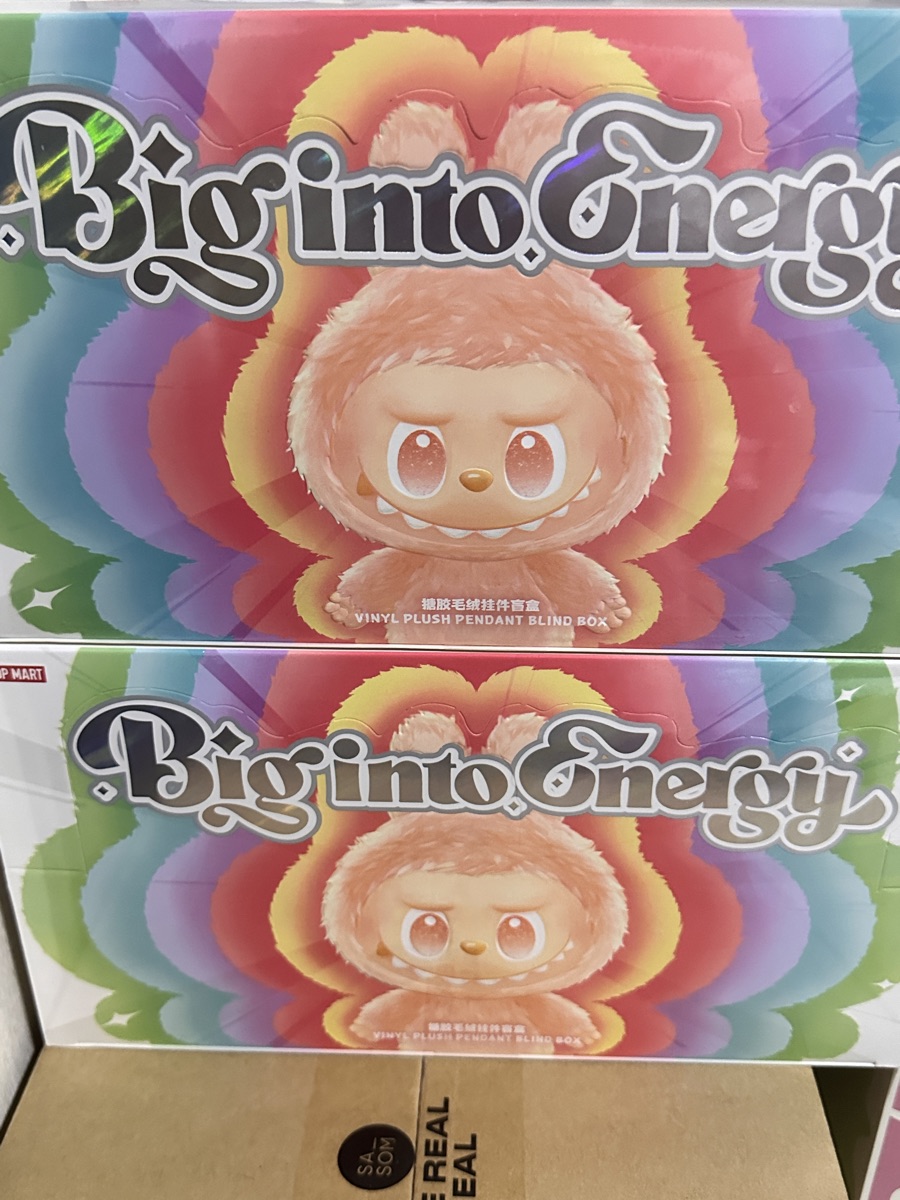 Big into Energy
搪胶毛绒挂件盲盒
VINYL PLUSH PENDANT BLIND BOX
P MART
Big into Energy
搪胶毛绒挂件盲盒
VINYL PLUSH PENDANT BLIND BOX
SA
SOM
E REAL
EAL